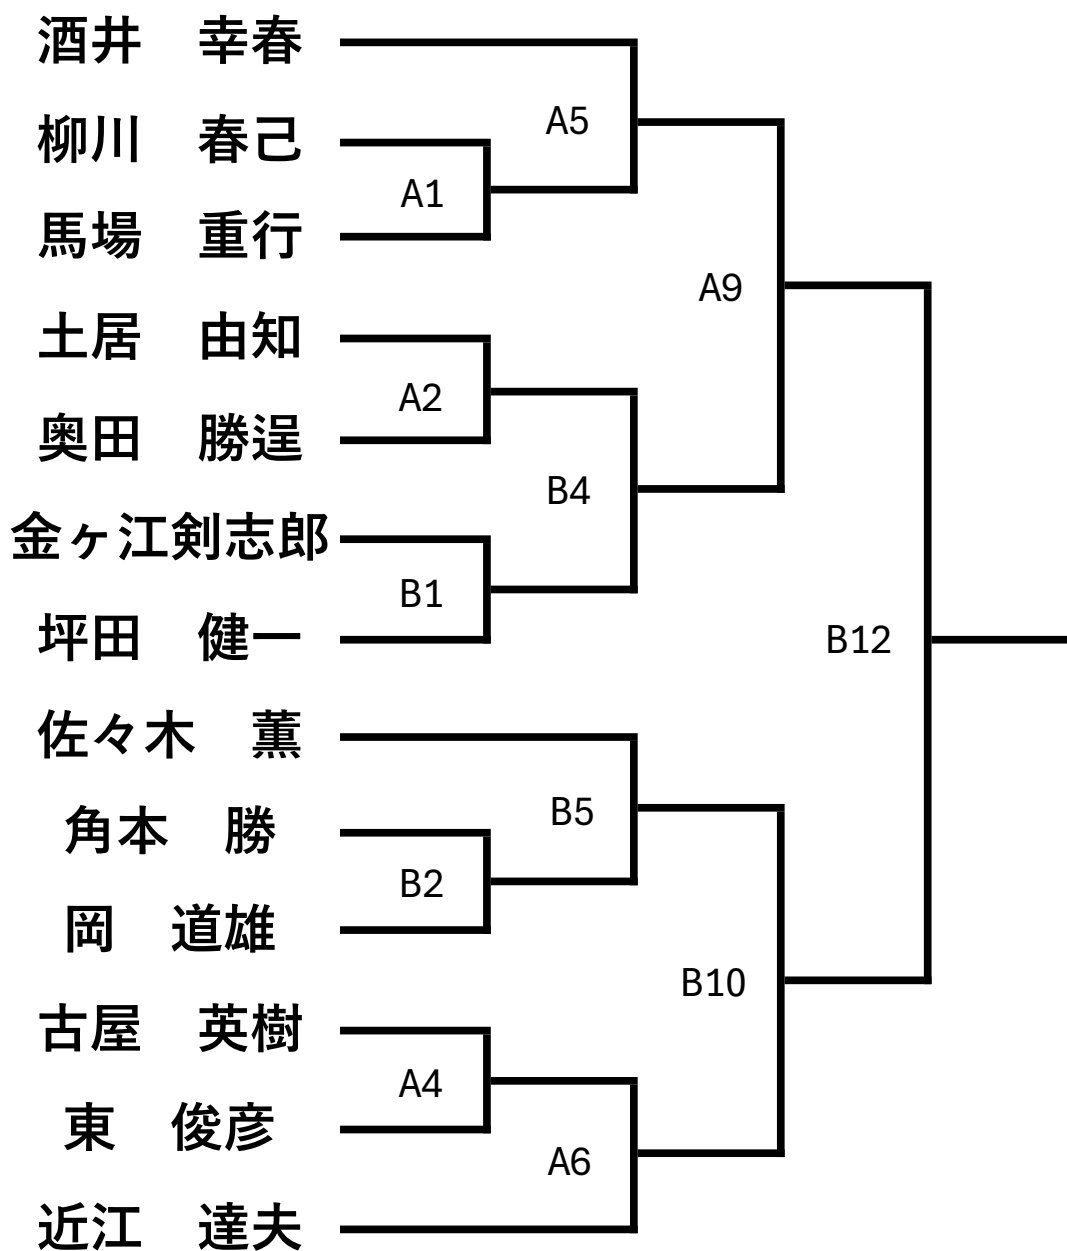 酒井　幸春
A5
柳川　春己
A1
馬場　重行
A9
土居　由知
A2
奥田　勝逞
B4
金ヶ江剣志郎
B1
坪田　健一
B12
佐々木　薫
B5
角本　勝
B2
岡　道雄
B10
古屋　英樹
A4
東　俊彦
A6
近江　達夫